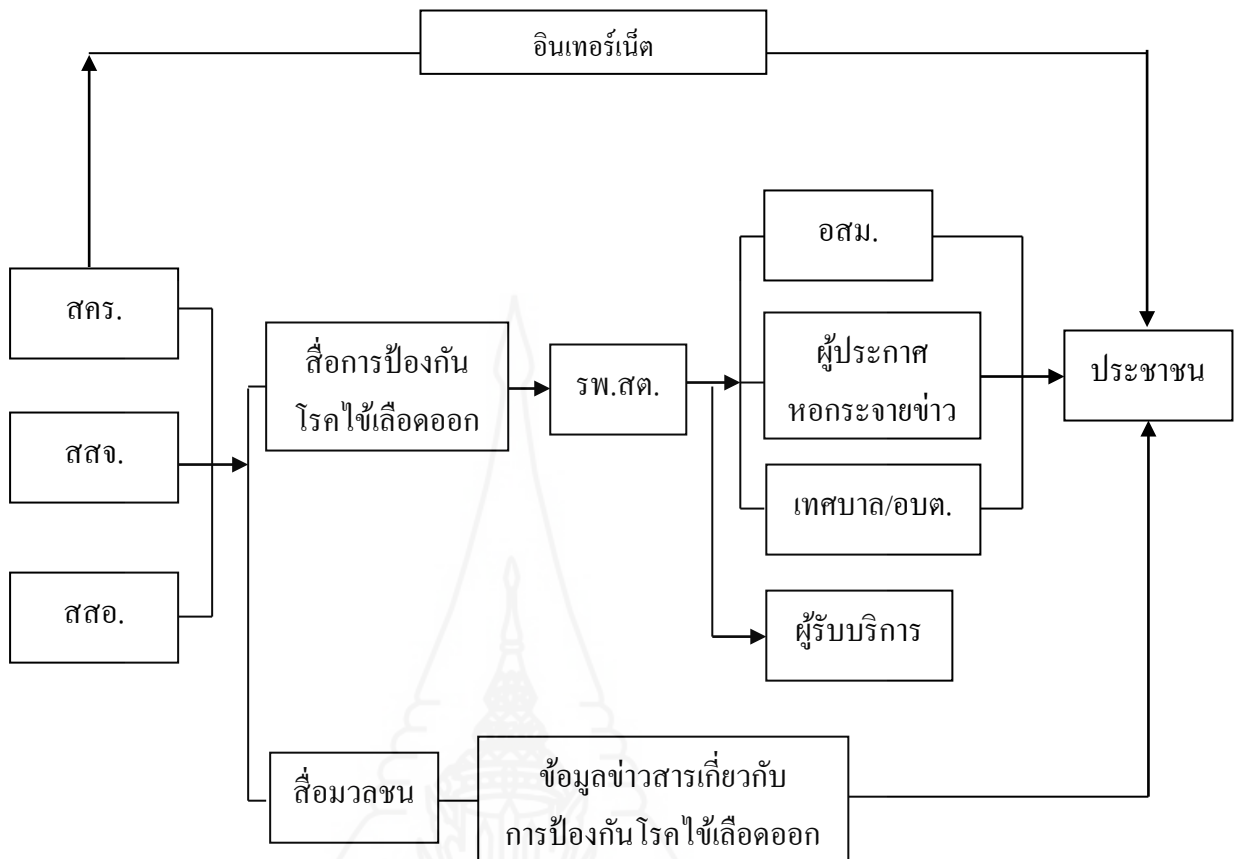 อินเทอร์เน็ต
อสม.
สคร.
สื่อการป้องกัน
โรคไข้เลือดออก
รพ.สต.
ผู้ประกาศ
หอกระจายข่าว
ประชาชน
สสจ.
เทศบาล/อบต.
สสอ.
ผู้รับบริการ
สื่อมวลชน
ข้อมูลข่าวสารเกี่ยวกับ
การป้องกันโรคไข้เลือดออก